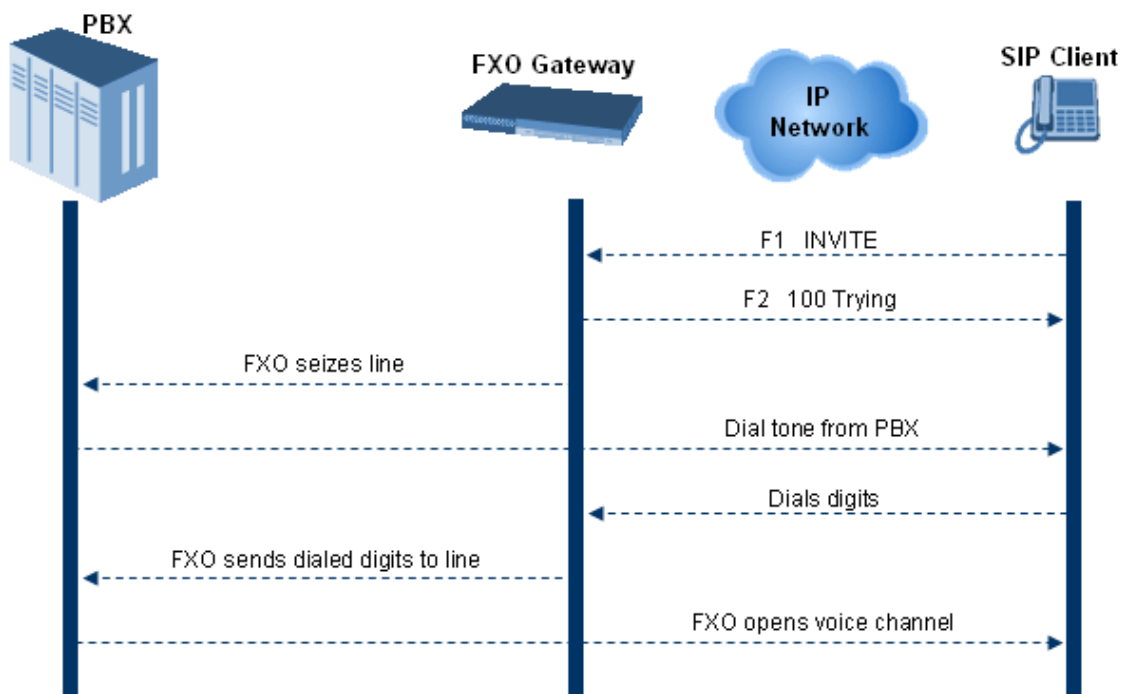 PBX
FXO Gateway
IP
Network
SIP Client
F1 INVITE
F2 100 Trying
FXO seizes line
Dial tone from PBX
Dials digits
FXO sends dialed digits to line
FXO opens voice channel